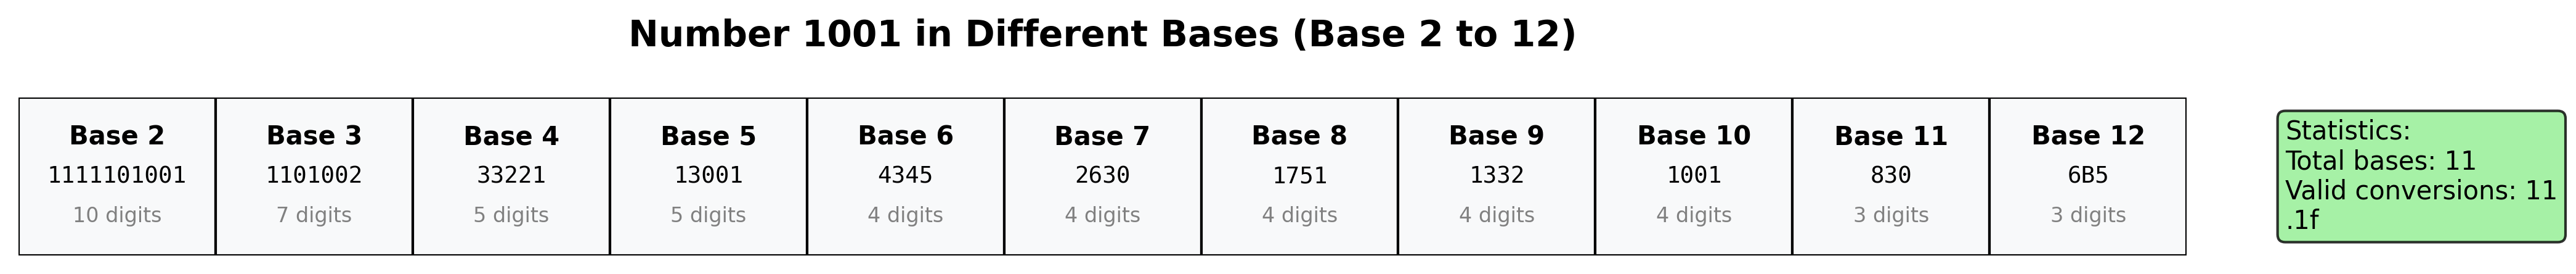 Number 1001 in Different Bases (Base 2 to 12)
Base 2 Base 3 Base 4 Base 5 Base 6 Base 7 Base 8 Base 9 Base 10 Base 11 Base 12
1111101001 1101002 33221 13001 4345 2630 1751 1332 1001 830 6B5
10 digits 7 digits 5 digits 5 digits 4 digits 4 digits 4 digits 4 digits 4 digits 3 digits 3 digits
Statistics:
Total bases: 11
Valid conversions: 11
.1f